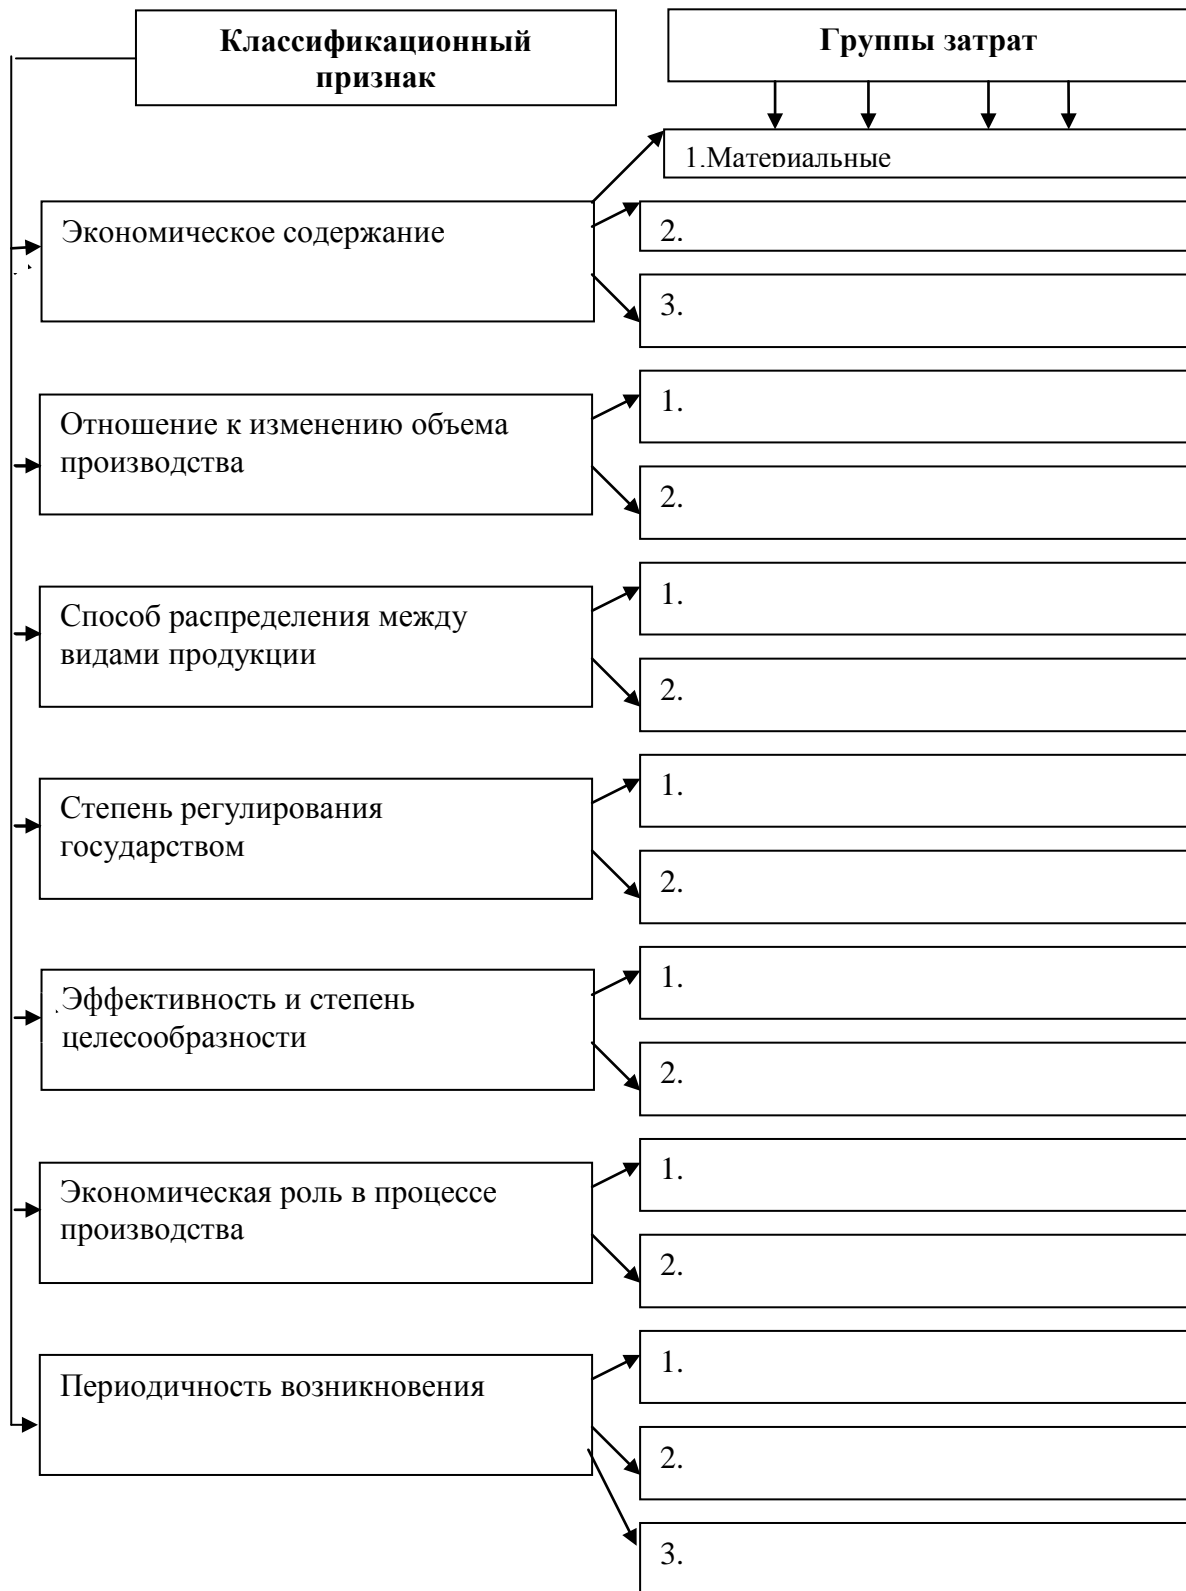 Классификационный
признак
Группы затрат
1.Материальные
Экономическое содержание
2.
3.
Отношение к изменению объема
производства
1.
2.
Способ распределения между
видами продукции
1.
2.
Степень регулирования
государством
1.
2.
Эффективность и степень
целесообразности
1.
2.
Экономическая роль в процессе
производства
1.
2.
Периодичность возникновения
1.
2.
3.